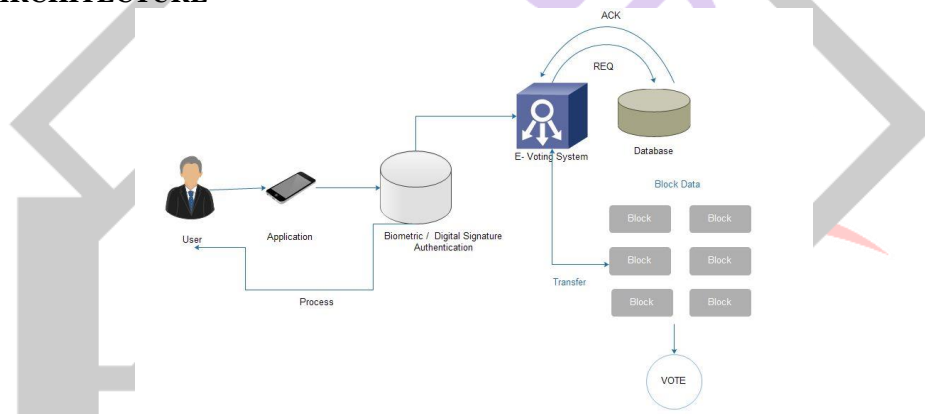 ARCHITECTURE
ACK
REQ
E- Voting System
Database
User
Application
Biometric / Digital Signature
Authentication
Process
Block Data
Block
Block
Block
Block
Block
Block
Transfer
VOTE